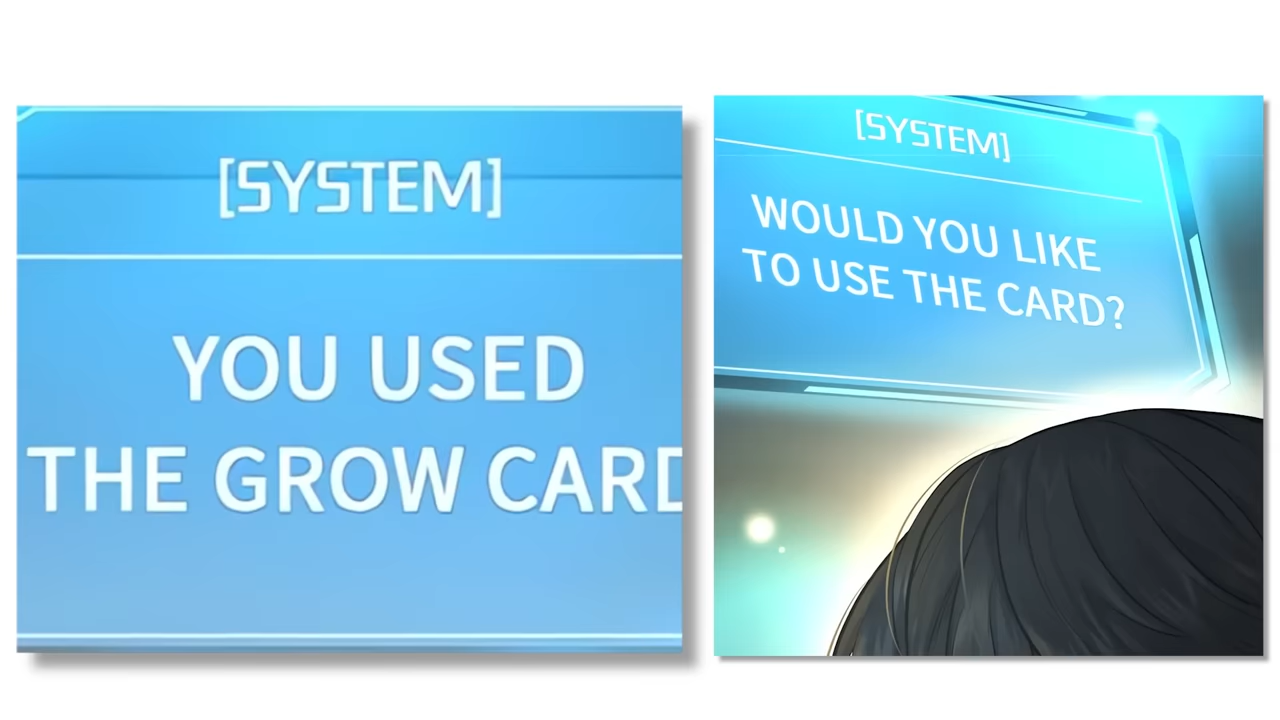 [SYSTEM]
YOU USED
THE GROW CARD
[SYSTEM]
WOULD YOU LIKE
TO USE THE CARD?